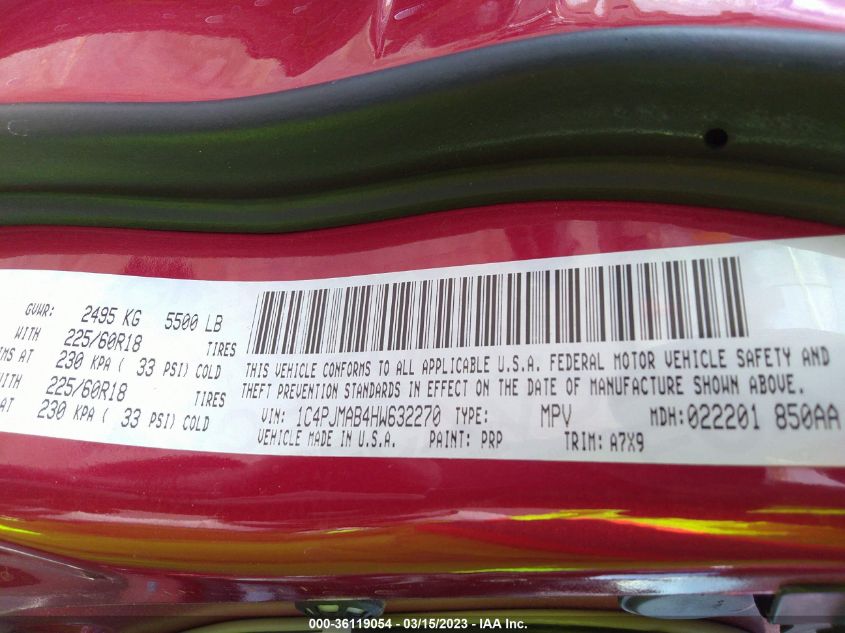 GVWR: 2495 KG 5500 LB
WITH 225/60R18 TIRES
AT 230 KPA ( 33 PSI) COLD
WITH 225/60R18 TIRES
AT 230 KPA ( 33 PSI) COLD
THIS VEHICLE CONFORMS TO ALL APPLICABLE U.S.A. FEDERAL MOTOR VEHICLE SAFETY AND
THEFT PREVENTION STANDARDS IN EFFECT ON THE DATE OF MANUFACTURE SHOWN ABOVE.
VIN: 1C4PJMAB4HW632270 TYPE: MPV MDH:022201 850AA
VEHICLE MADE IN U.S.A. PAINT: PRP TRIM: A7X9
000-36119054 - 03/15/2023 - IAA Inc.